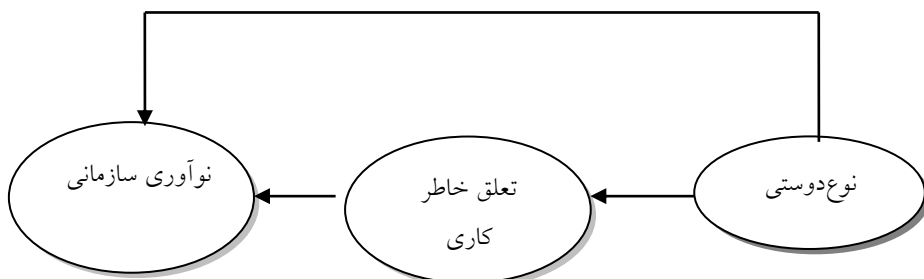 نوع‌دوستی
تعلق خاطر
کاری
نوآوری سازمانی